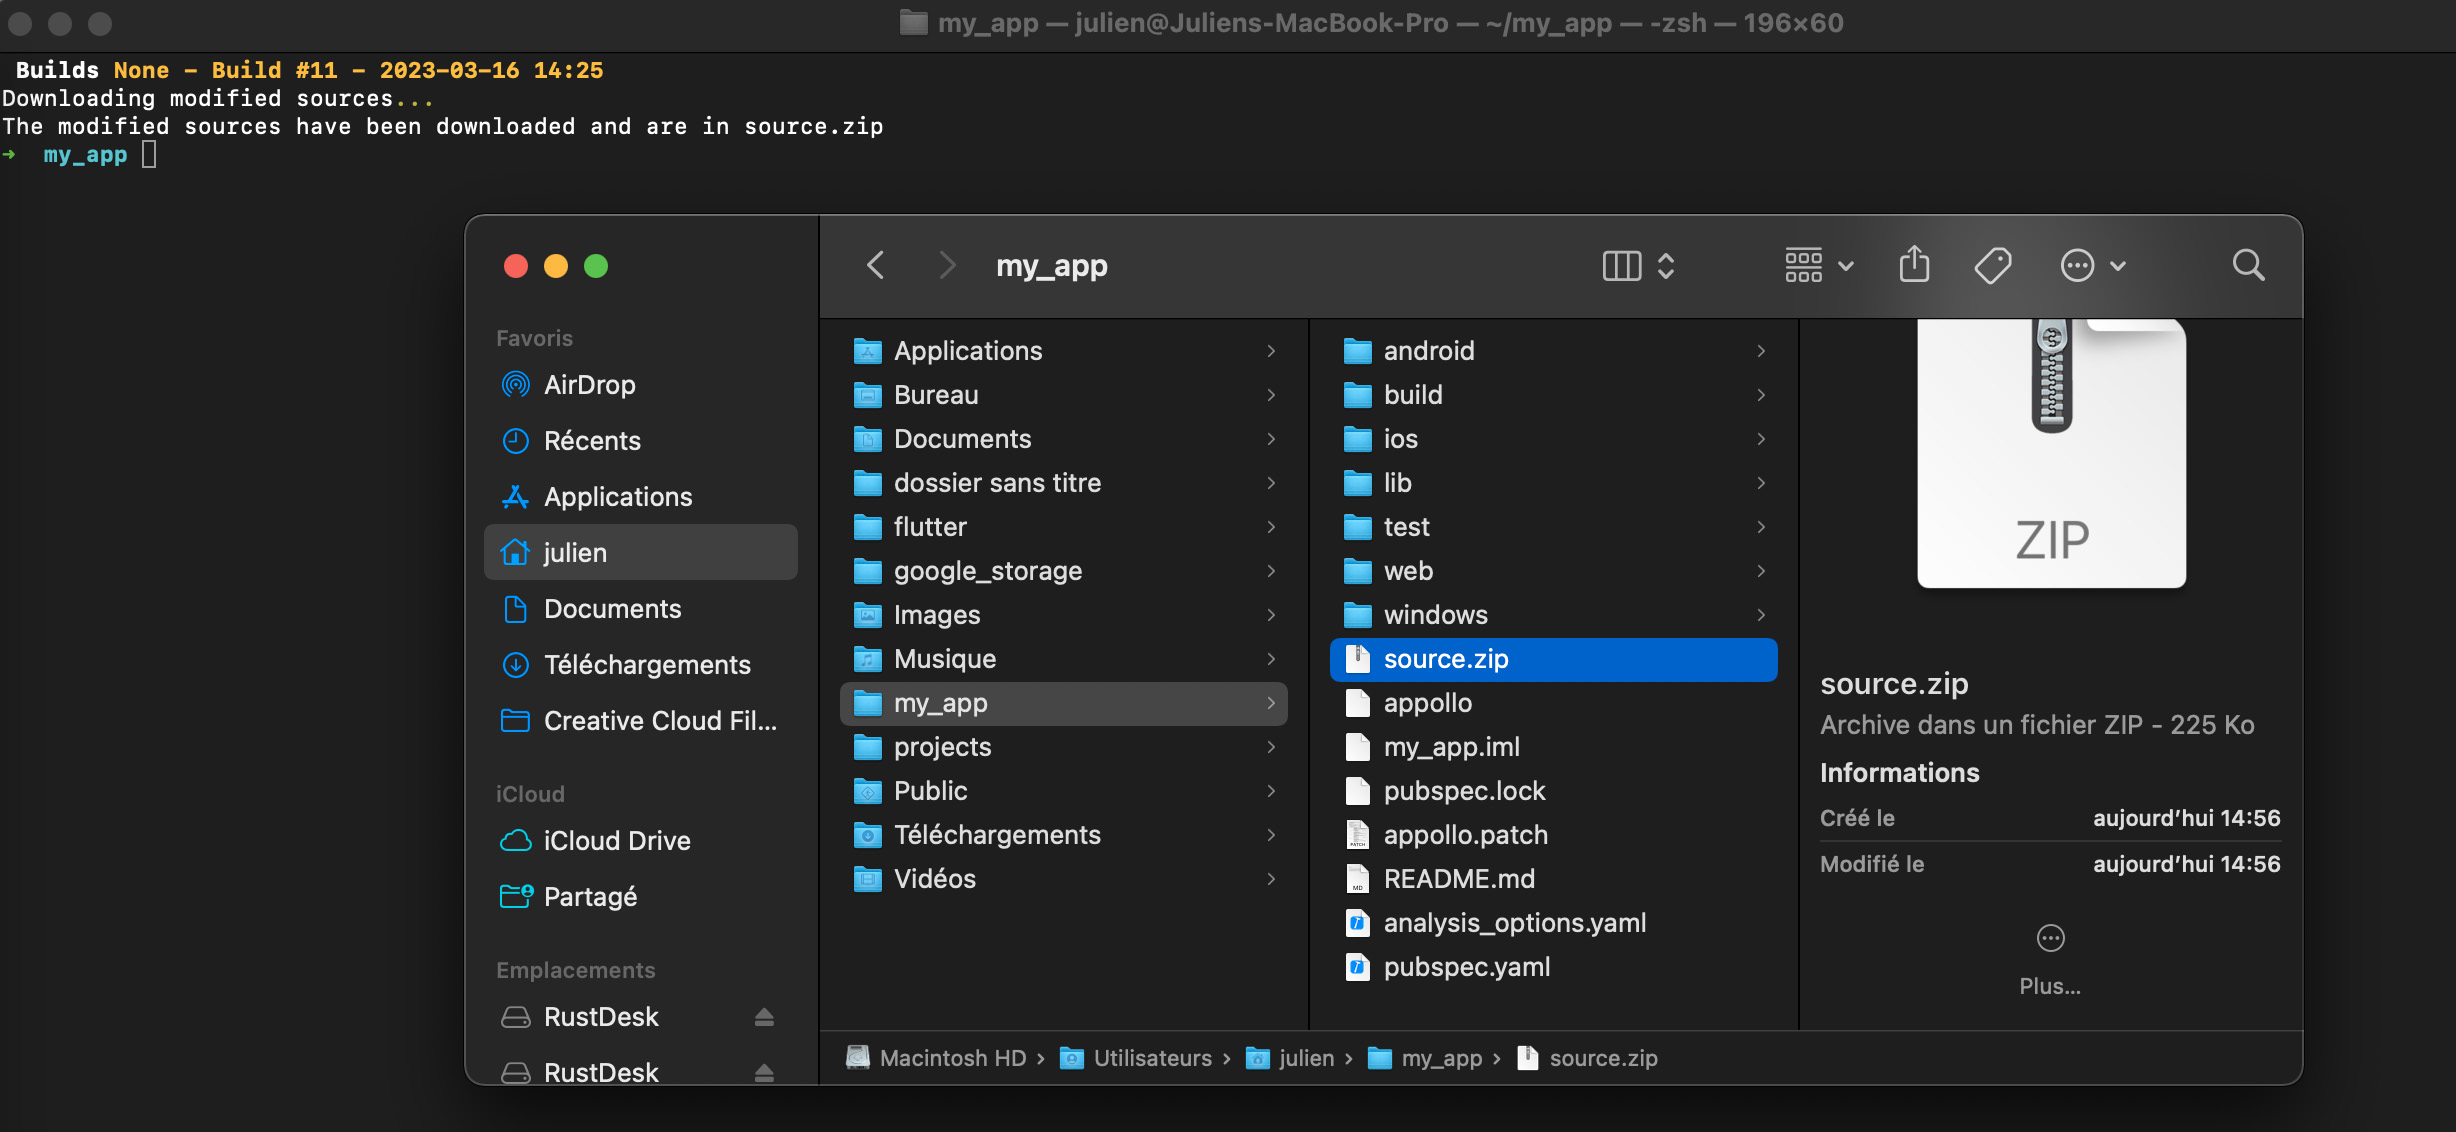 my_app — julien@Juliens-MacBook-Pro — ~/my_app — -zsh — 196×60
Builds None - Build #11 - 2023-03-16 14:25
Downloading modified sources...
The modified sources have been downloaded and are in source.zip
➜ my_app
my_app
Favoris
AirDrop
Récents
Applications
julien
Documents
Téléchargements
Creative Cloud Fil...
iCloud
iCloud Drive
Partagé
Emplacements
RustDesk
RustDesk
Applications
Bureau
Documents
dossier sans titre
flutter
google_storage
Images
Musique
my_app
projects
Public
Téléchargements
Vidéos
android
build
ios
lib
test
web
windows
source.zip
appollo
my_app.iml
pubspec.lock
appollo.patch
README.md
analysis_options.yaml
pubspec.yaml
ZIP
source.zip
Archive dans un fichier ZIP - 225 Ko
Informations
Créé le aujourd’hui 14:56
Modifié le aujourd’hui 14:56
Plus...
Macintosh HD › Utilisateurs › julien › my_app › source.zip